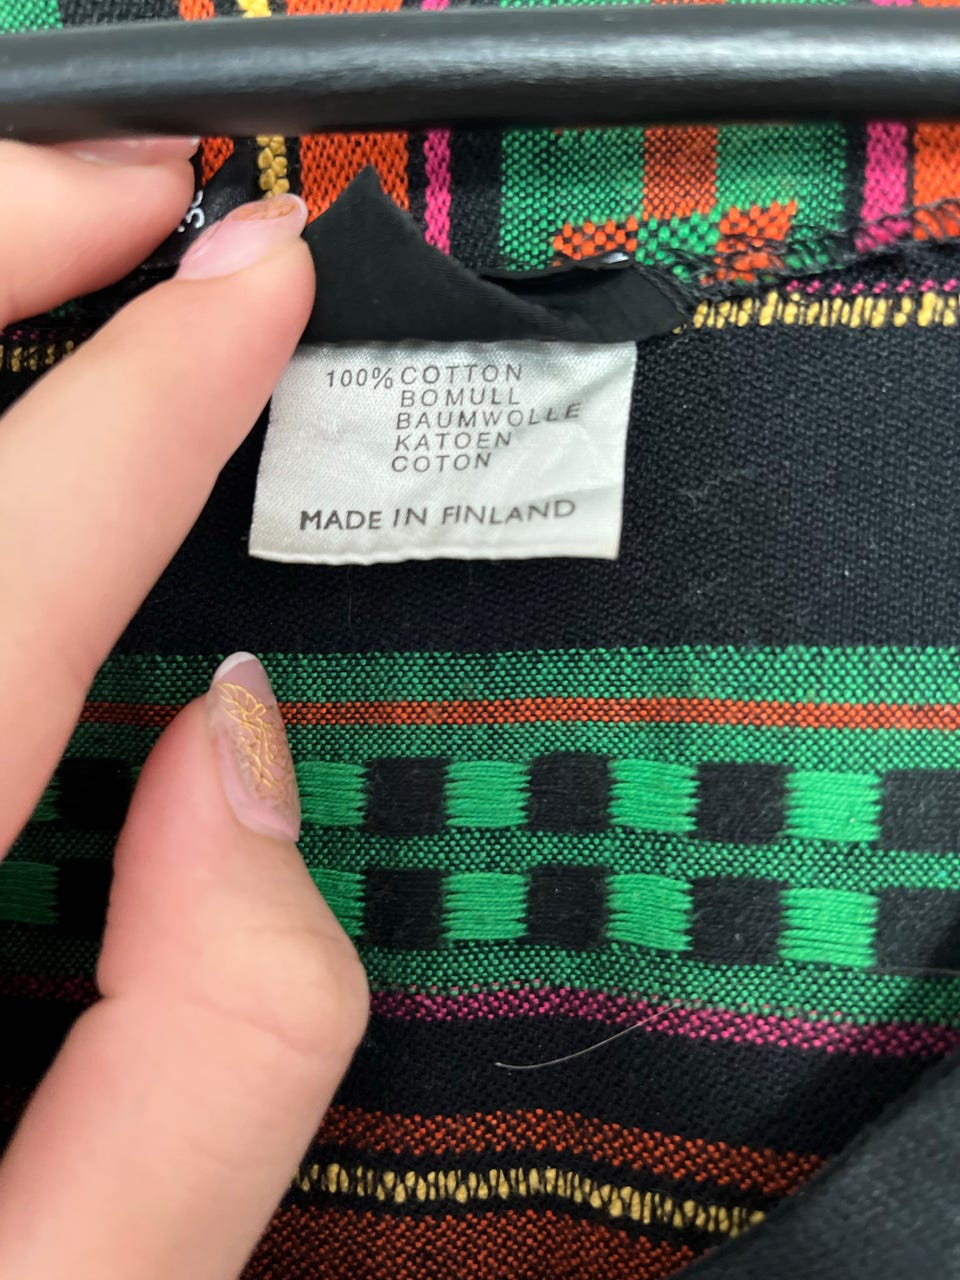 100% COTTON
BOMULL
BAUMWOLLE
KATOEN
COTON
MADE IN FINLAND